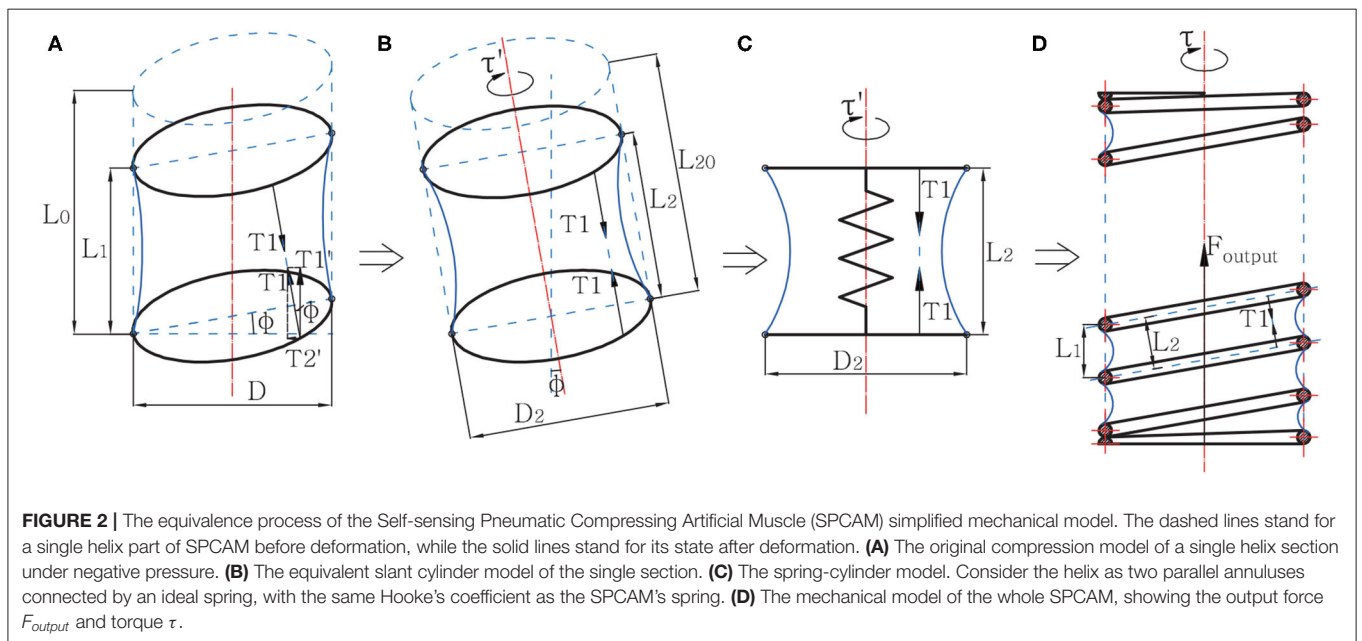 A
B
C
D
τ'
τ'
τ
L0
L1
T1
T1'
T1
ϕ
ϕ
T2'
D
L20
L2
T1
T1
ϕ
D2
T1
T1
L2
D2
Foutput
L1
L2
T1
FIGURE 2 | The equivalence process of the Self-sensing Pneumatic Compressing Artificial Muscle (SPCAM) simplified mechanical model. The dashed lines stand for
a single helix part of SPCAM before deformation, while the solid lines stand for its state after deformation. (A) The original compression model of a single helix section
under negative pressure. (B) The equivalent slant cylinder model of the single section. (C) The spring-cylinder model. Consider the helix as two parallel annuluses
connected by an ideal spring, with the same Hooke's coefficient as the SPCAM's spring. (D) The mechanical model of the whole SPCAM, showing the output force
Foutput and torque τ.